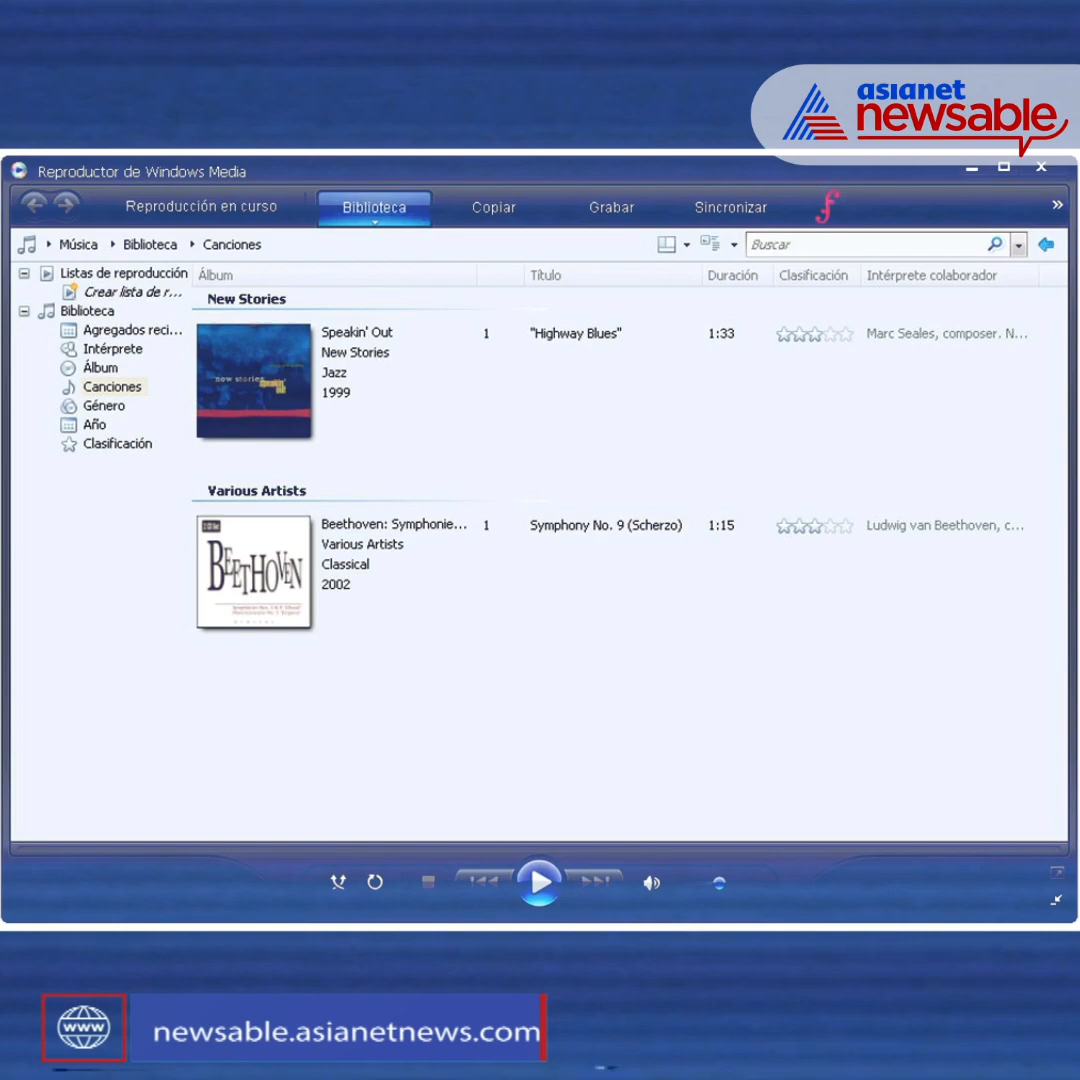 asianet
newsable
Reproductor de Windows Media
Reproducción en curso
Biblioteca
Copiar
Grabar
Sincronizar
Música
Biblioteca
Canciones
Buscar
Listas de reproducción
Crear lista de r...
Biblioteca
Agregados reci...
Intérprete
Álbum
Canciones
Género
Año
Clasificación
Álbum
Título
Duración
Clasificación
Intérprete colaborador
New Stories
new stories
Speakin' Out
New Stories
Jazz
1999
1
"Highway Blues"
1:33
Marc Seales, composer. N...
Various Artists
BEETHOVEN
Beethoven: Symphonie...
Various Artists
Classical
2002
1
Symphony No. 9 (Scherzo)
1:15
Ludwig van Beethoven, c...
www
newsable.asianetnews.com